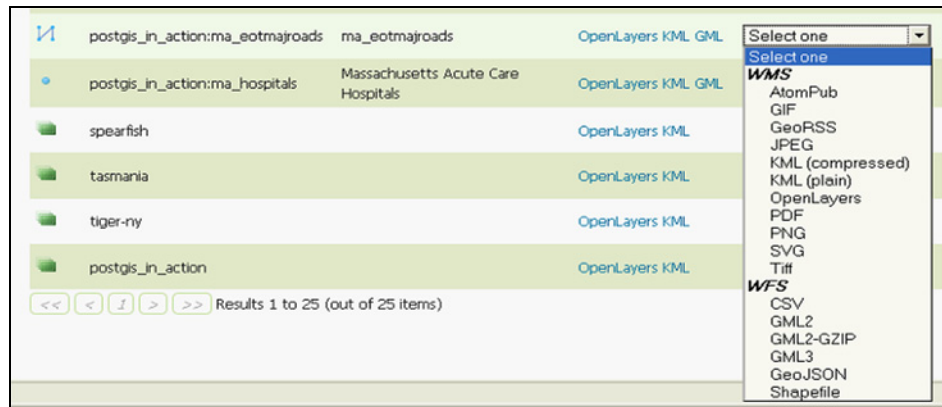 postgis_in_action:ma_eotmajroads ma_eotmajroads OpenLayers KML GML Select one
postgis_in_action:ma_hospitals Massachusetts Acute Care Hospitals OpenLayers KML GML
spearfish OpenLayers KML
tasmania OpenLayers KML
tiger-ny OpenLayers KML
postgis_in_action OpenLayers KML
<< < 1 > >> Results 1 to 25 (out of 25 items)
Select one
WMS
AtomPub
GIF
GeoRSS
JPEG
KML (compressed)
KML (plain)
OpenLayers
PDF
PNG
SVG
Tiff
WFS
CSV
GML2
GML2-GZIP
GML3
GeoJSON
Shapefile